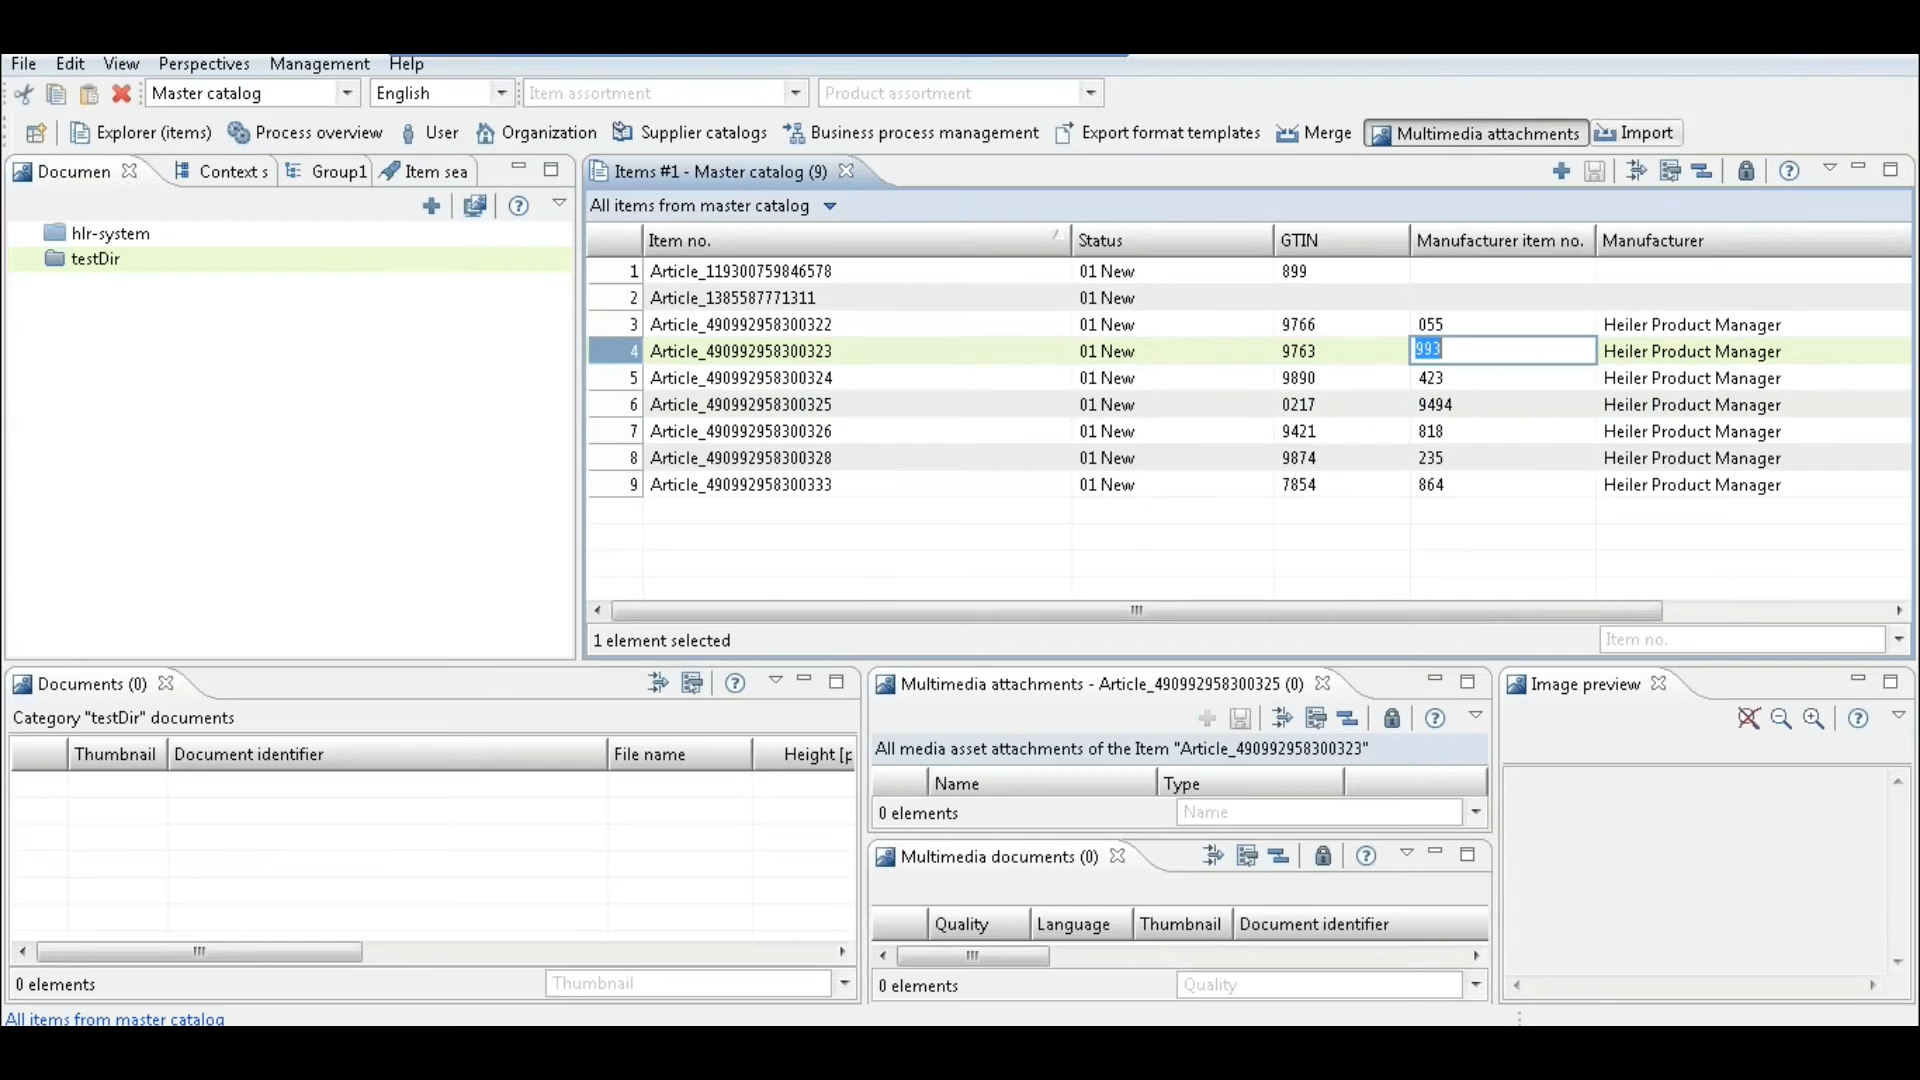 File Edit View Perspectives Management Help
Master catalog English Item assortment Product assortment
Explorer (items) Process overview User Organization Supplier catalogs Business process management Export format templates Merge Multimedia attachments Import
Documen Context s Group1 Item sea
hlr-system
testDir
Items #1 - Master catalog (9)
All items from master catalog
Item no. Status GTIN Manufacturer item no. Manufacturer
1 Article_119300759846578 01 New 899
2 Article_1385587771311 01 New
3 Article_490992958300322 01 New 9766 055 Heiler Product Manager
4 Article_490992958300323 01 New 9763 993 Heiler Product Manager
5 Article_490992958300324 01 New 9890 423 Heiler Product Manager
6 Article_490992958300325 01 New 0217 9494 Heiler Product Manager
7 Article_490992958300326 01 New 9421 818 Heiler Product Manager
8 Article_490992958300328 01 New 9874 235 Heiler Product Manager
9 Article_490992958300333 01 New 7854 864 Heiler Product Manager
1 element selected Item no.
Documents (0)
Category "testDir" documents
Thumbnail Document identifier File name Height [p
0 elements Thumbnail
Multimedia attachments - Article_490992958300325 (0)
All media asset attachments of the Item "Article_490992958300323"
Name Type
0 elements Name
Multimedia documents (0)
Quality Language Thumbnail Document identifier
0 elements Quality
Image preview
All items from master catalog